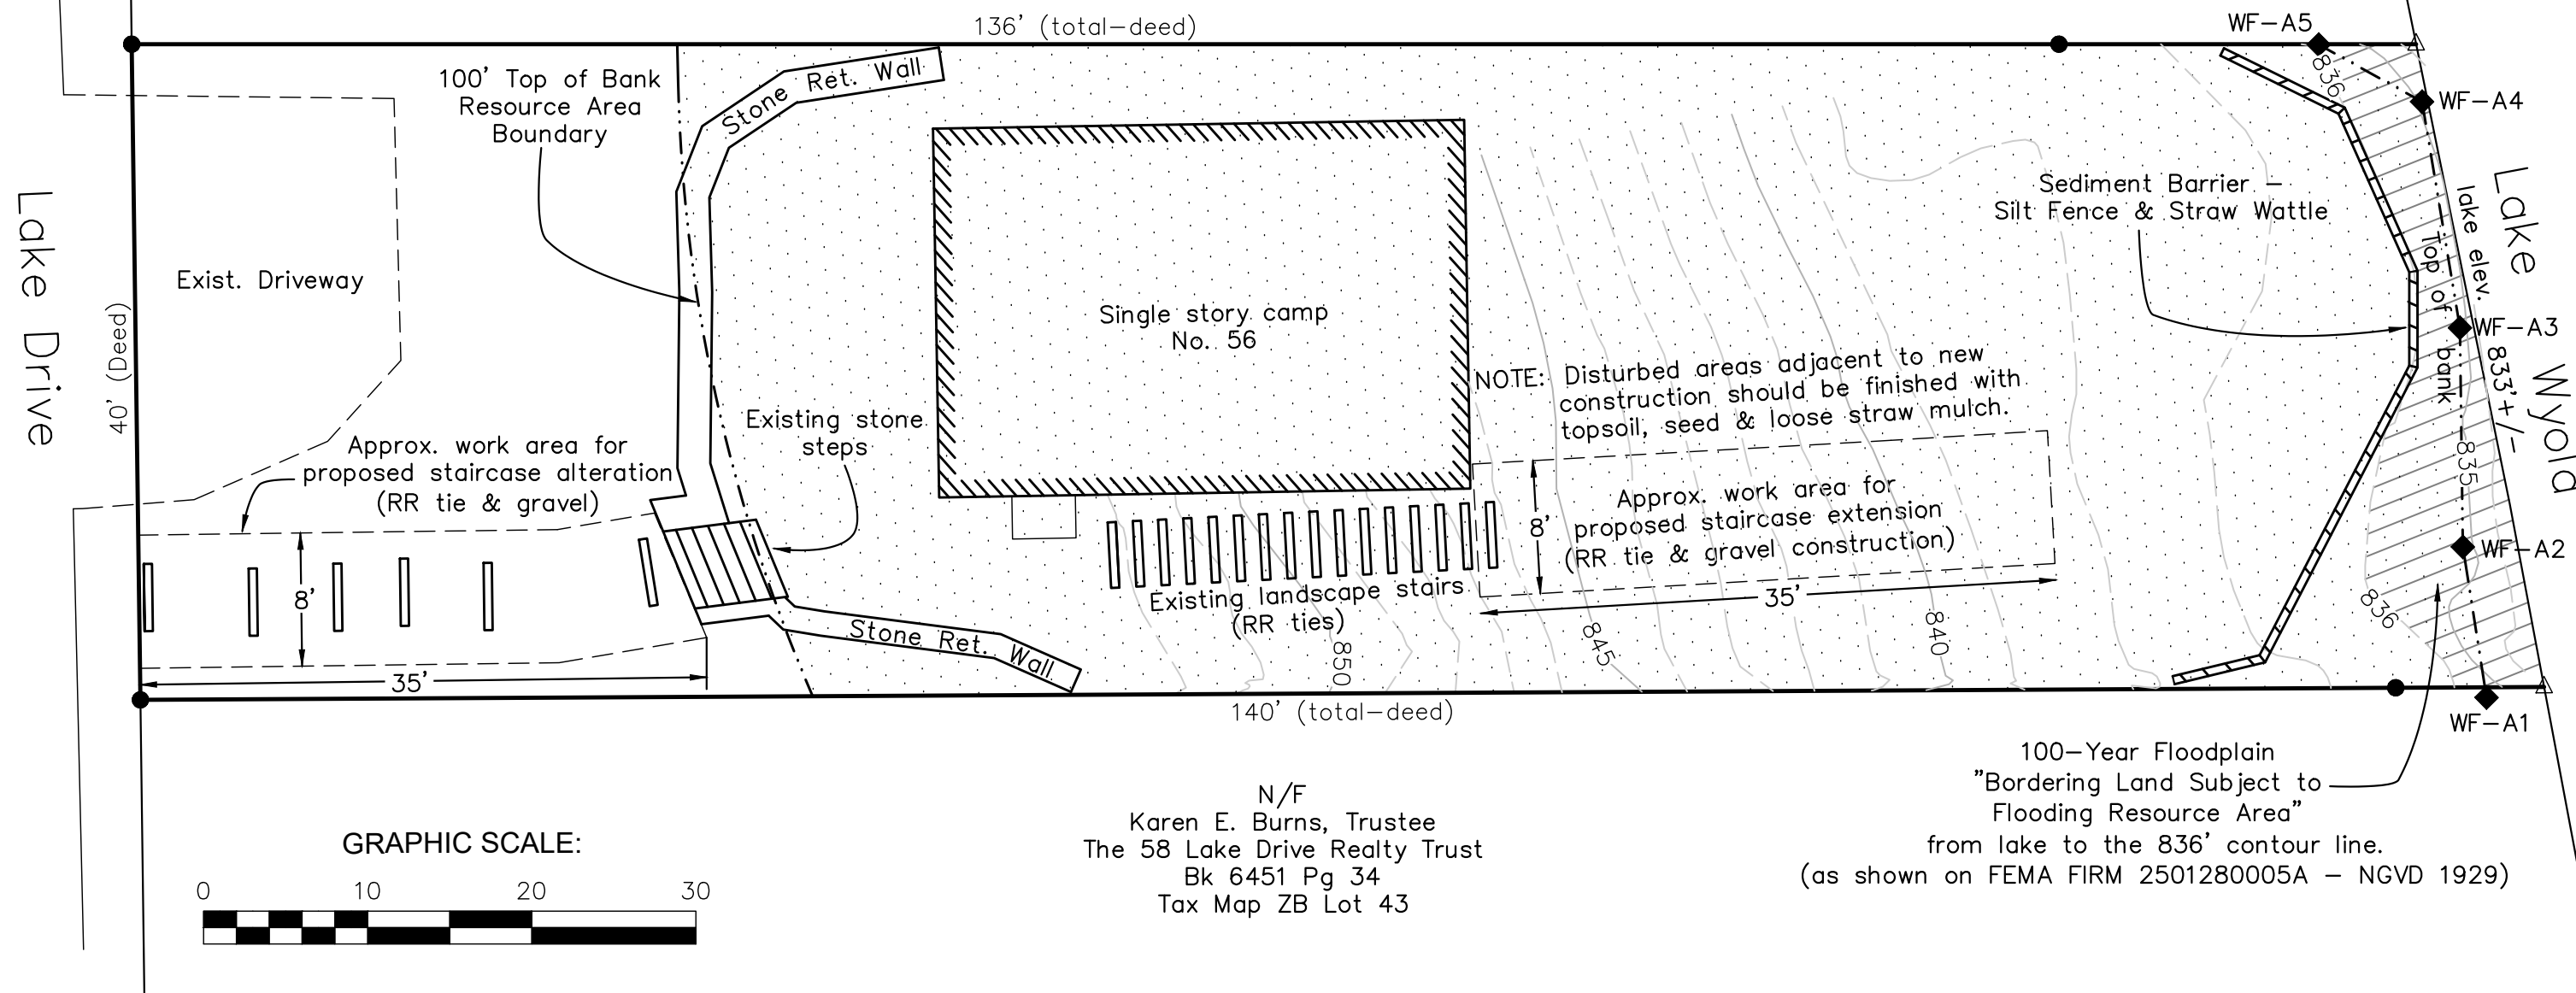 136' (total-deed)
WF-A5
836
WF-A4
100' Top of Bank
Resource Area
Boundary
Stone Ret. Wall
Lake Drive
40' (Deed)
Exist. Driveway
Single story camp
No. 56
Sediment Barrier –
Silt Fence & Straw Wattle
Lake Wyola
lake elev. 833'+/-
Top of bank
WF-A3
NOTE: Disturbed areas adjacent to new
construction should be finished with
topsoil, seed & loose straw mulch.
Existing stone
steps
Approx. work area for
proposed staircase alteration
(RR tie & gravel)
8'
35'
Approx. work area for
proposed staircase extension
(RR tie & gravel construction)
8'
35'
Existing landscape stairs
(RR ties)
Stone Ret. Wall
850
845
840
836
835
WF-A2
WF-A1
140' (total-deed)
100-Year Floodplain
"Bordering Land Subject to
Flooding Resource Area"
from lake to the 836' contour line.
(as shown on FEMA FIRM 2501280005A – NGVD 1929)
N/F
Karen E. Burns, Trustee
The 58 Lake Drive Realty Trust
Bk 6451 Pg 34
Tax Map ZB Lot 43
GRAPHIC SCALE:
0 10 20 30